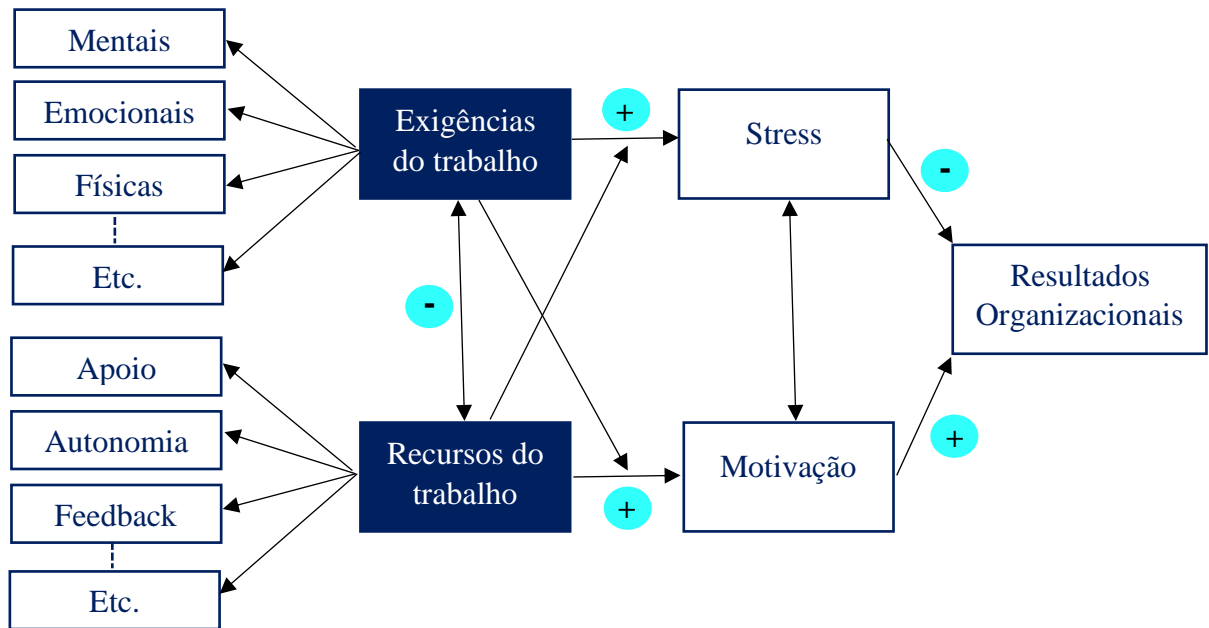 Mentais
Emocionais
Físicas
Etc.
Apoio
Autonomia
Feedback
Etc.
Exigências
do trabalho
-
Recursos do
trabalho
+
Stress
+
Motivação
-
+
Resultados
Organizacionais